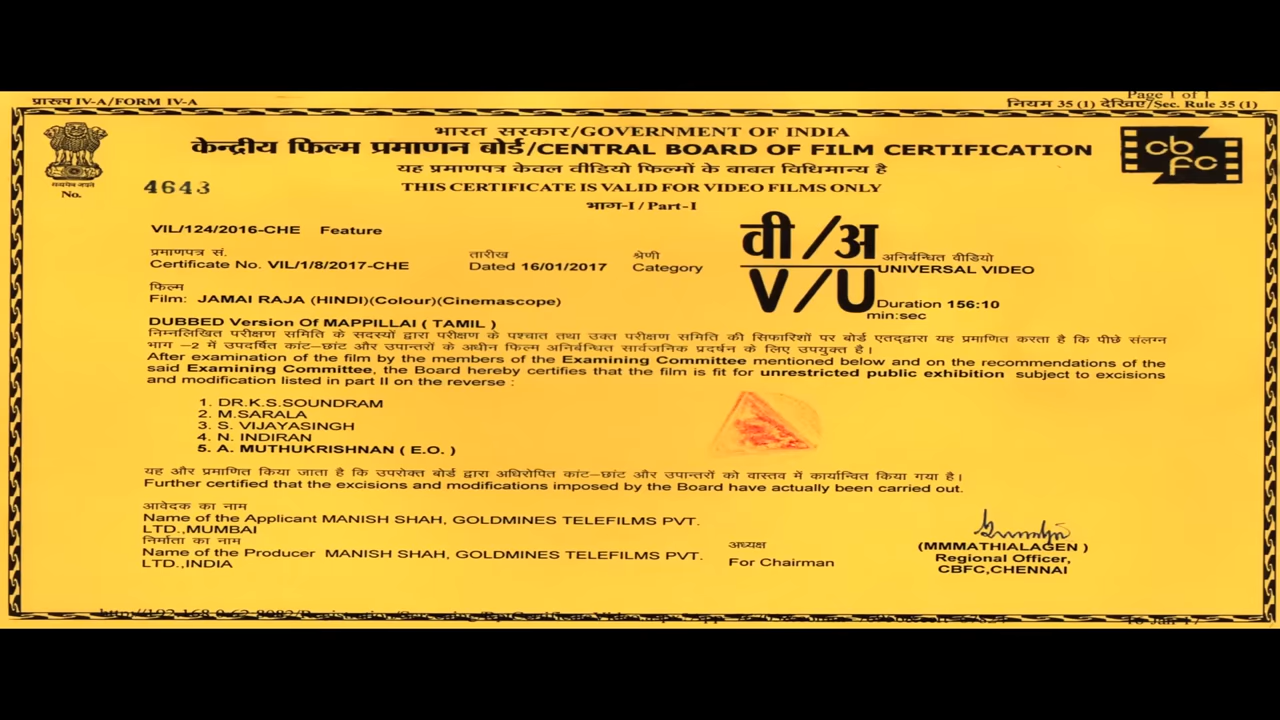 Page 1 of 1
प्रारूप IV-A/FORM IV-A
नियम 35 (1) देखिए/Sec. Rule 35 (1)
भारत सरकार/GOVERNMENT OF INDIA
केन्द्रीय फिल्म प्रमाणन बोर्ड/CENTRAL BOARD OF FILM CERTIFICATION
cb
fc
यह प्रमाणपत्र केवल वीडियो फिल्मों के बाबत विधिमान्य है
सत्यमेव जयते
No.
4643
THIS CERTIFICATE IS VALID FOR VIDEO FILMS ONLY
भाग-I / Part-I
VIL/124/2016-CHE Feature
वी/अ
V/U
प्रमाणपत्र सं. तारीख श्रेणी अनिबंधित वीडियो
Certificate No. VIL/1/8/2017-CHE Dated 16/01/2017 Category UNIVERSAL VIDEO
फिल्म
Film: JAMAI RAJA (HINDI)(Colour)(Cinemascope) Duration 156:10
min:sec
DUBBED Version Of MAPPILLAI ( TAMIL )
निम्नलिखित परीक्षण समिति के सदस्यों द्वारा परीक्षण के पश्चात तथा उक्त परीक्षण समिति की सिफारिशों पर बोर्ड एतद्द्वारा यह प्रमाणित करता है कि पीछे संलग्न
भाग -2 में उपदर्षित कांट-छांट और उपान्तरों के अधीन फिल्म अनिबंधित सार्वजनिक प्रदर्षन के लिए उपयुक्त है।
After examination of the film by the members of the Examining Committee mentioned below and on the recommendations of the
said Examining Committee, the Board hereby certifies that the film is fit for unrestricted public exhibition subject to excisions
and modification listed in part II on the reverse :
1. DR.K.S.SOUNDRAM
2. M.SARALA
3. S. VIJAYASINGH
4. N. INDIRAN
5. A. MUTHUKRISHNAN ( E.O. )
यह और प्रमाणित किया जाता है कि उपरोक्त बोर्ड द्वारा अधिरोपित कांट-छांट और उपान्तरों को वास्तव में कार्यान्वित किया गया है।
Further certified that the excisions and modifications imposed by the Board have actually been carried out.
आवेदक का नाम
Name of the Applicant MANISH SHAH, GOLDMINES TELEFILMS PVT.
LTD.,MUMBAI
निर्माता का नाम
Name of the Producer MANISH SHAH, GOLDMINES TELEFILMS PVT.
LTD.,INDIA
अध्यक्ष
For Chairman
(MMMATHIALAGEN )
Regional Officer,
CBFC,CHENNAI